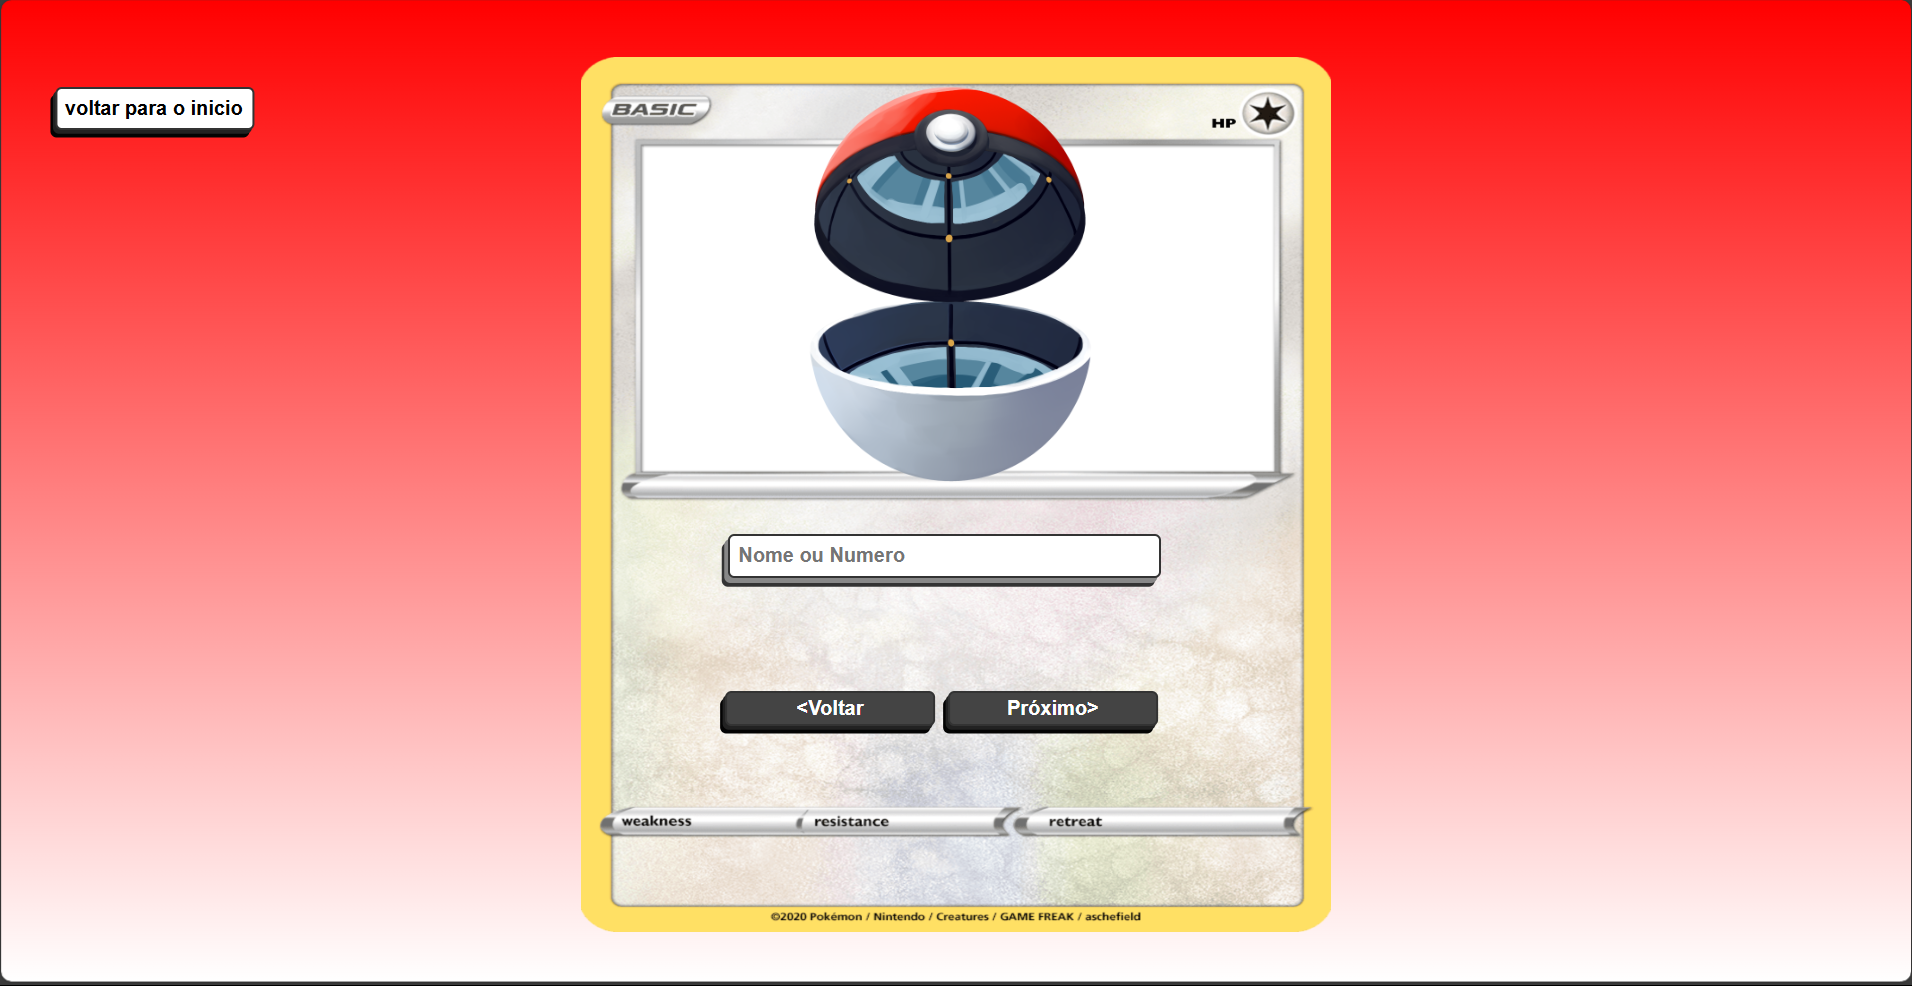 voltar para o inicio
BASIC
HP
Nome ou Numero
<Voltar
Próximo>
weakness
resistance
retreat
©2020 Pokémon / Nintendo / Creatures / GAME FREAK / aschefield